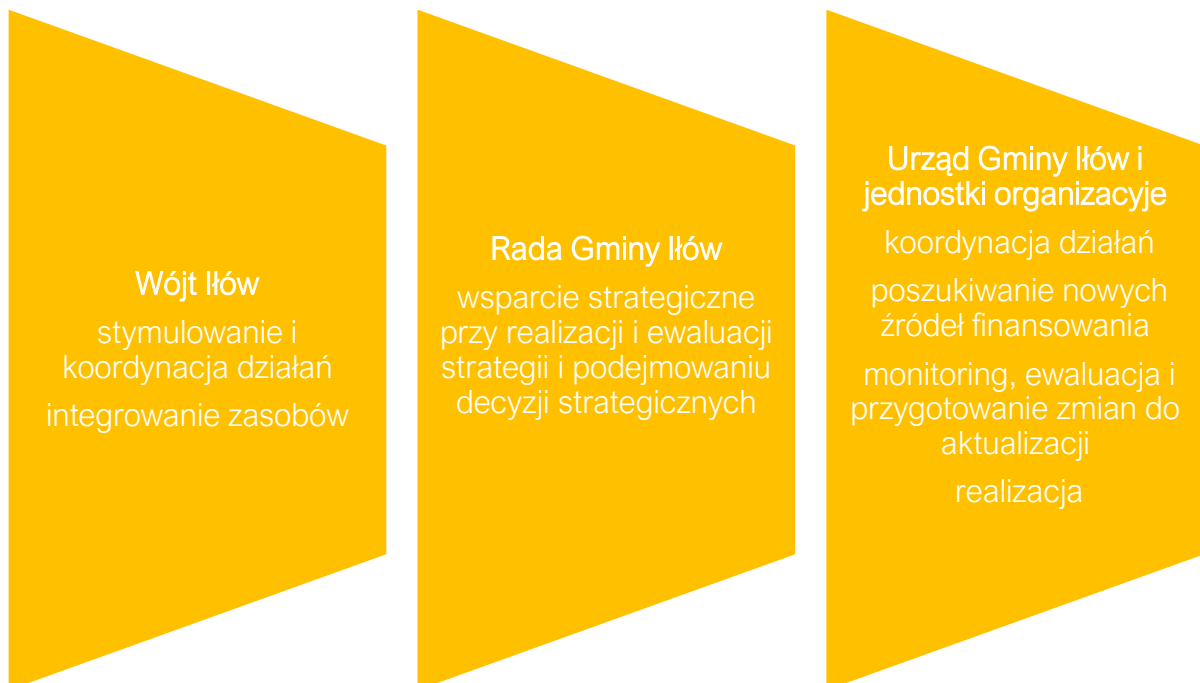 Wójt Iłów
stymulowanie i
koordynacja działań
integrowanie zasobów
Rada Gminy Iłów
wsparcie strategiczne
przy realizacji i ewaluacji
strategii i podejmowaniu
decyzji strategicznych
Urząd Gminy Iłów i
jednostki organizacyje
koordynacja działań
poszukiwanie nowych
źródeł finansowania
monitoring, ewaluacja i
przygotowanie zmian do
aktualizacji
realizacja